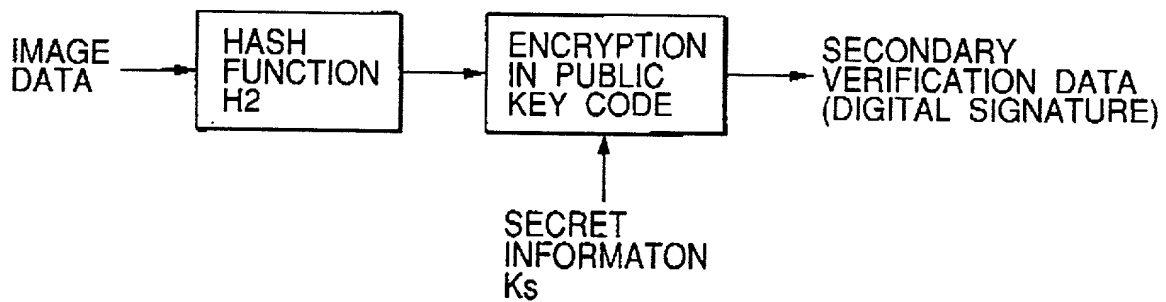 IMAGE
DATA
HASH
FUNCTION
H2
ENCRYPTION
IN PUBLIC
KEY CODE
SECONDARY
VERIFICATION DATA
(DIGITAL SIGNATURE)
SECRET
INFORMATON
Ks